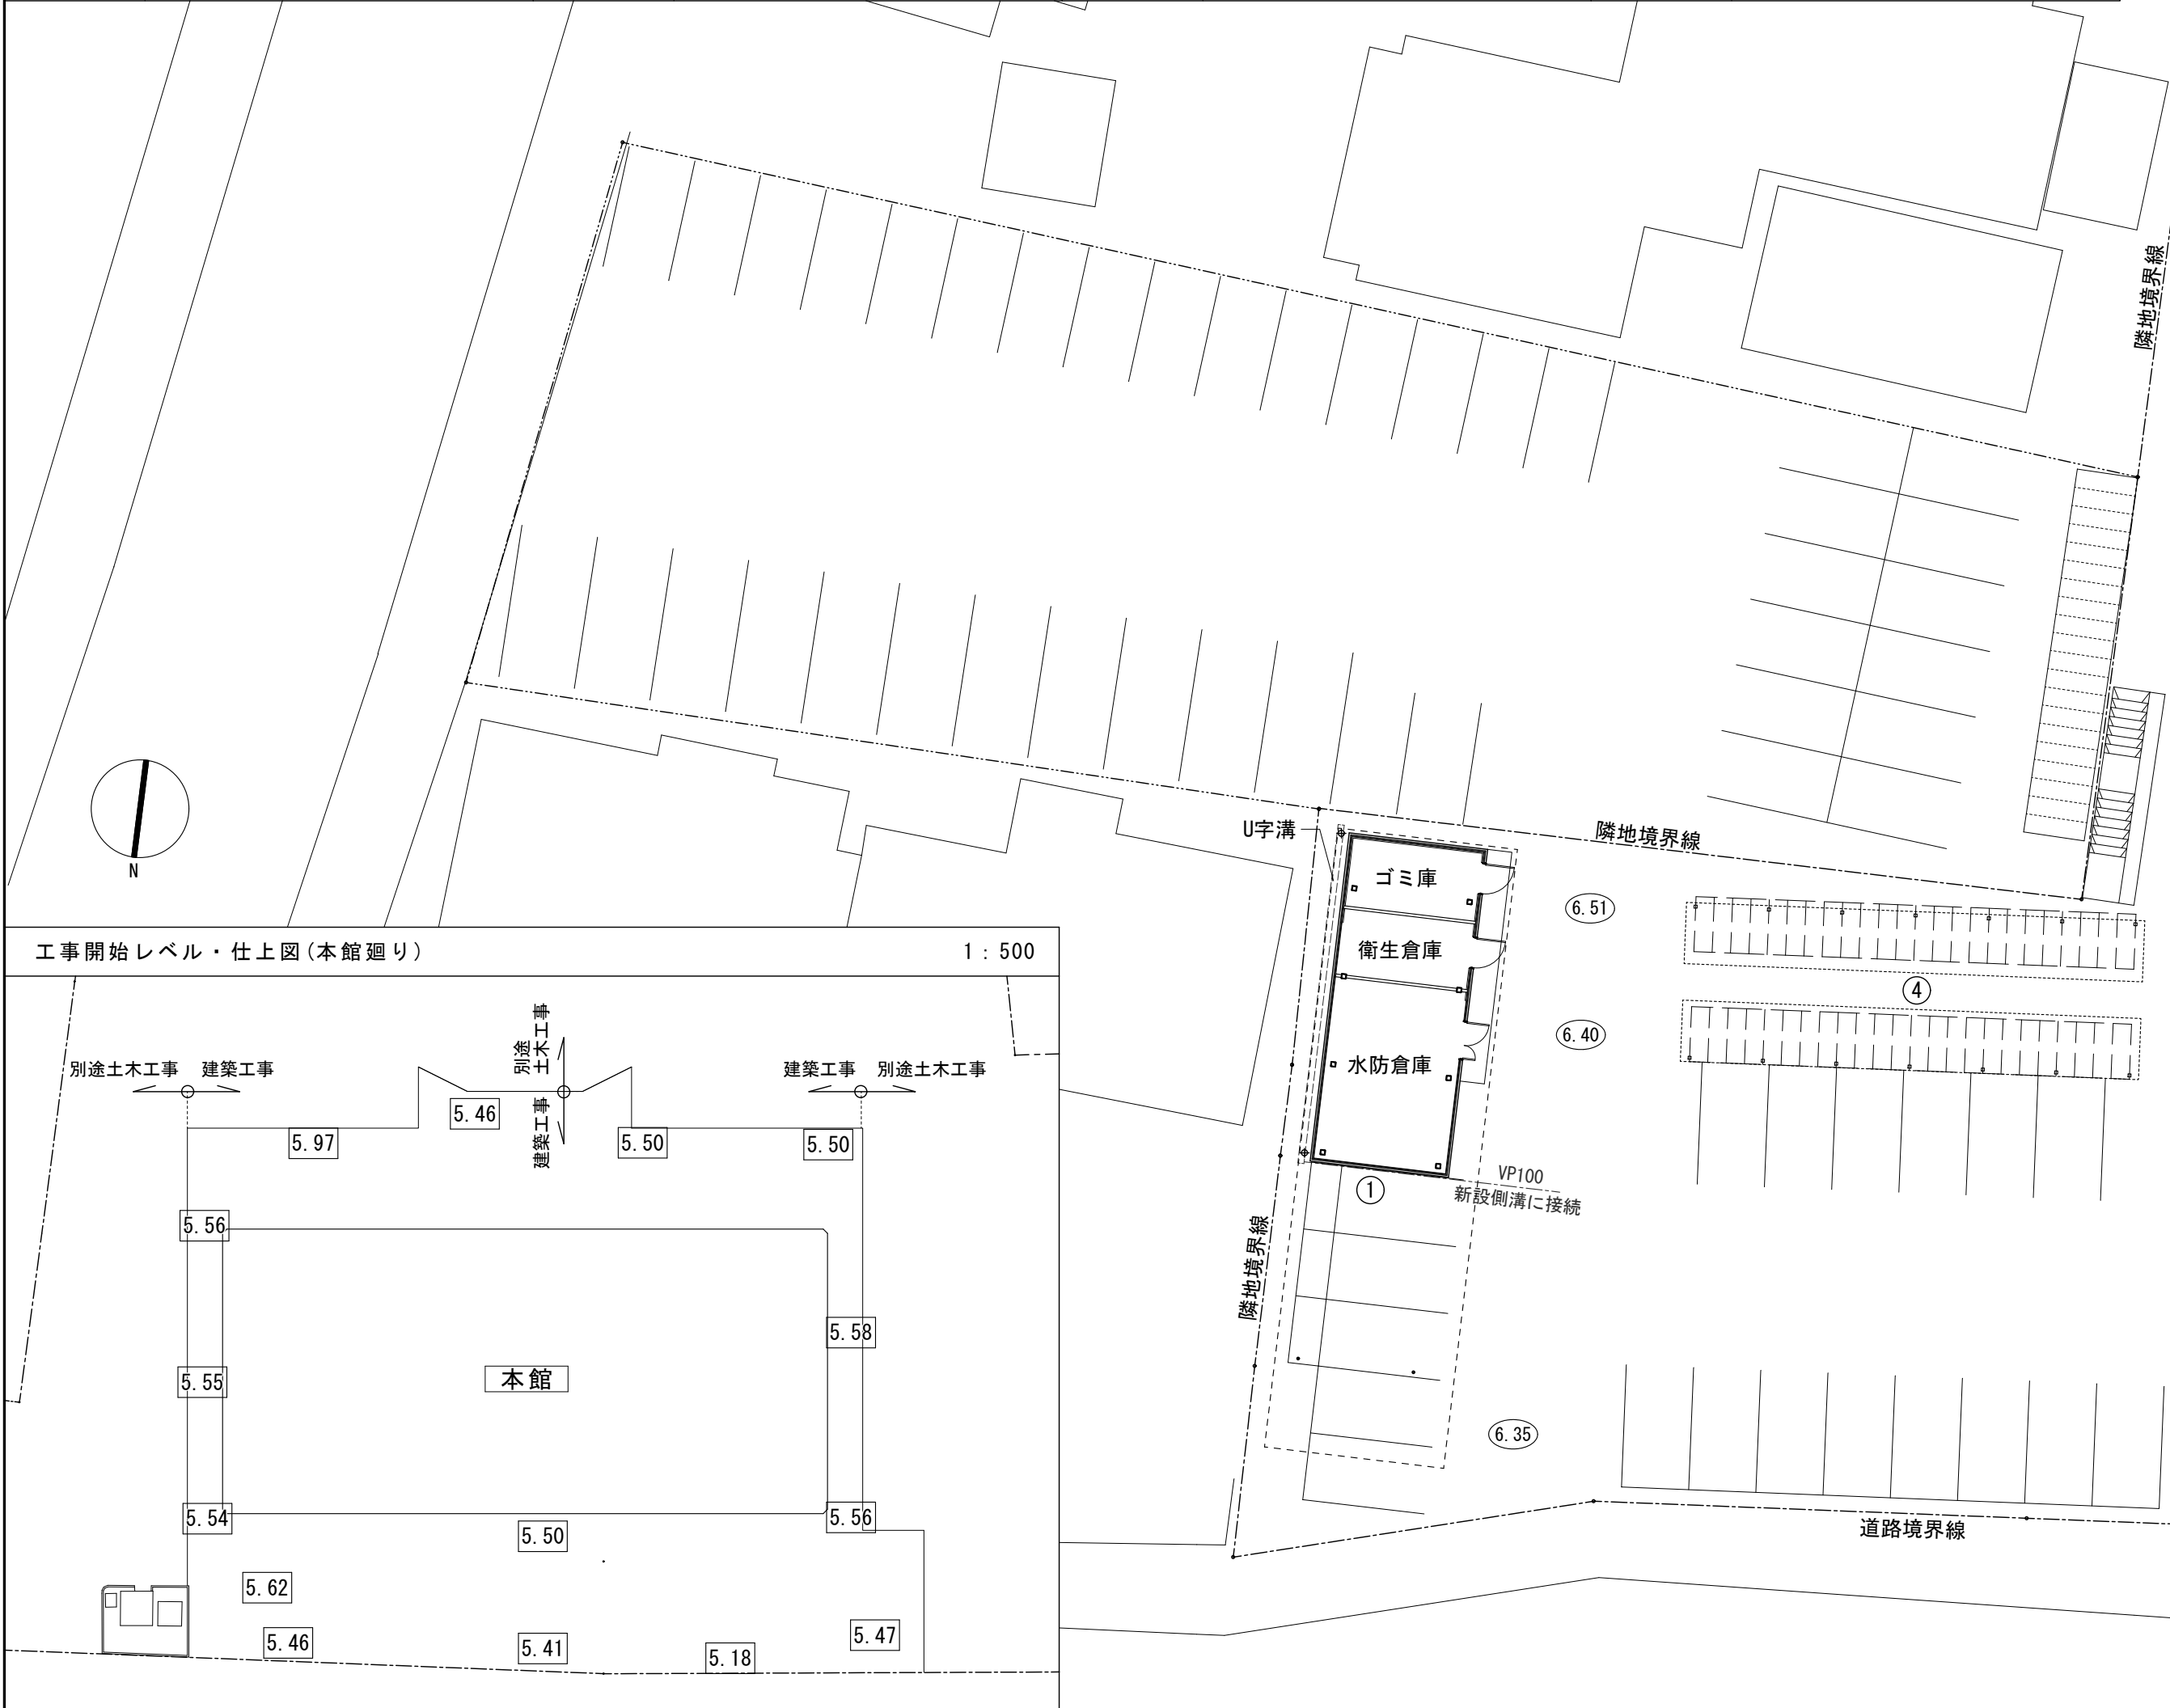 隣地境界線
N
U字溝
隣地境界線
ゴミ庫
6.51
衛生倉庫
④
6.40
水防倉庫
①
VP100
新設側溝に接続
隣地境界線
6.35
道路境界線
工事開始レベル・仕上図(本館廻り)
1：500
別途土木工事
建築工事
別途
土木工事
建築工事
建築工事
別途土木工事
5.46
5.97
5.50
5.50
5.56
5.58
本館
5.55
5.54
5.50
5.56
5.62
5.46
5.41
5.18
5.47